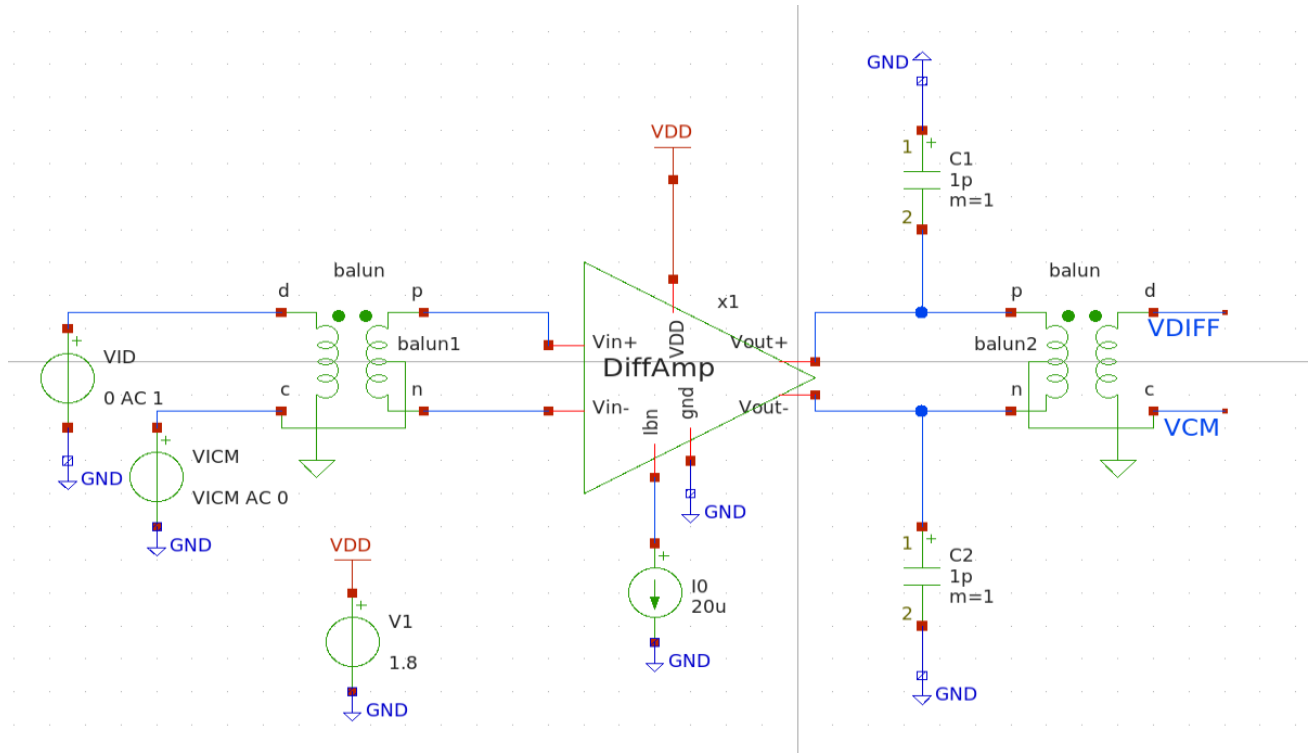 GND
VDD
1
+
C1
1p
m=1
2
balun
x1
balun
d
p
p
d
VDIFF
+
VID
0 AC 1
balun1
Vin+
VDD
Vout+
balun2
DiffAmp
c
n
Vin-
Ibn
gnd
Vout-
n
c
VCM
+
VICM
VICM AC 0
GND
GND
GND
VDD
+
V1
1.8
GND
+
I0
20u
GND
1
+
C2
1p
m=1
2
GND